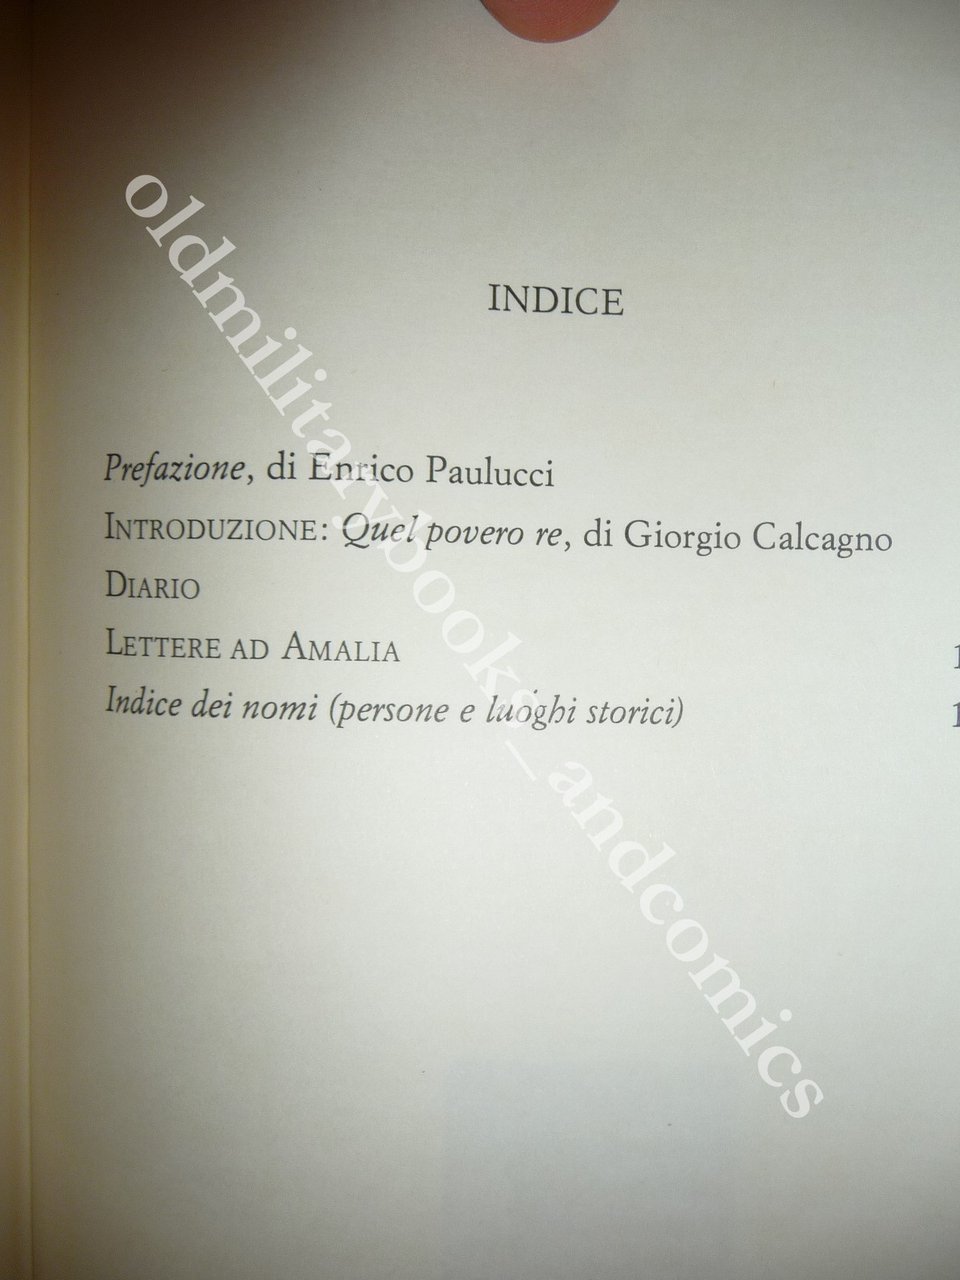 INDICE
Prefazione, di Enrico Paulucci
INTRODUZIONE: Quel povero re, di Giorgio Calcagno
DIARIO
LETTERE AD AMALIA
Indice dei nomi (persone e luoghi storici)
oldmilitarybooks_andcomics